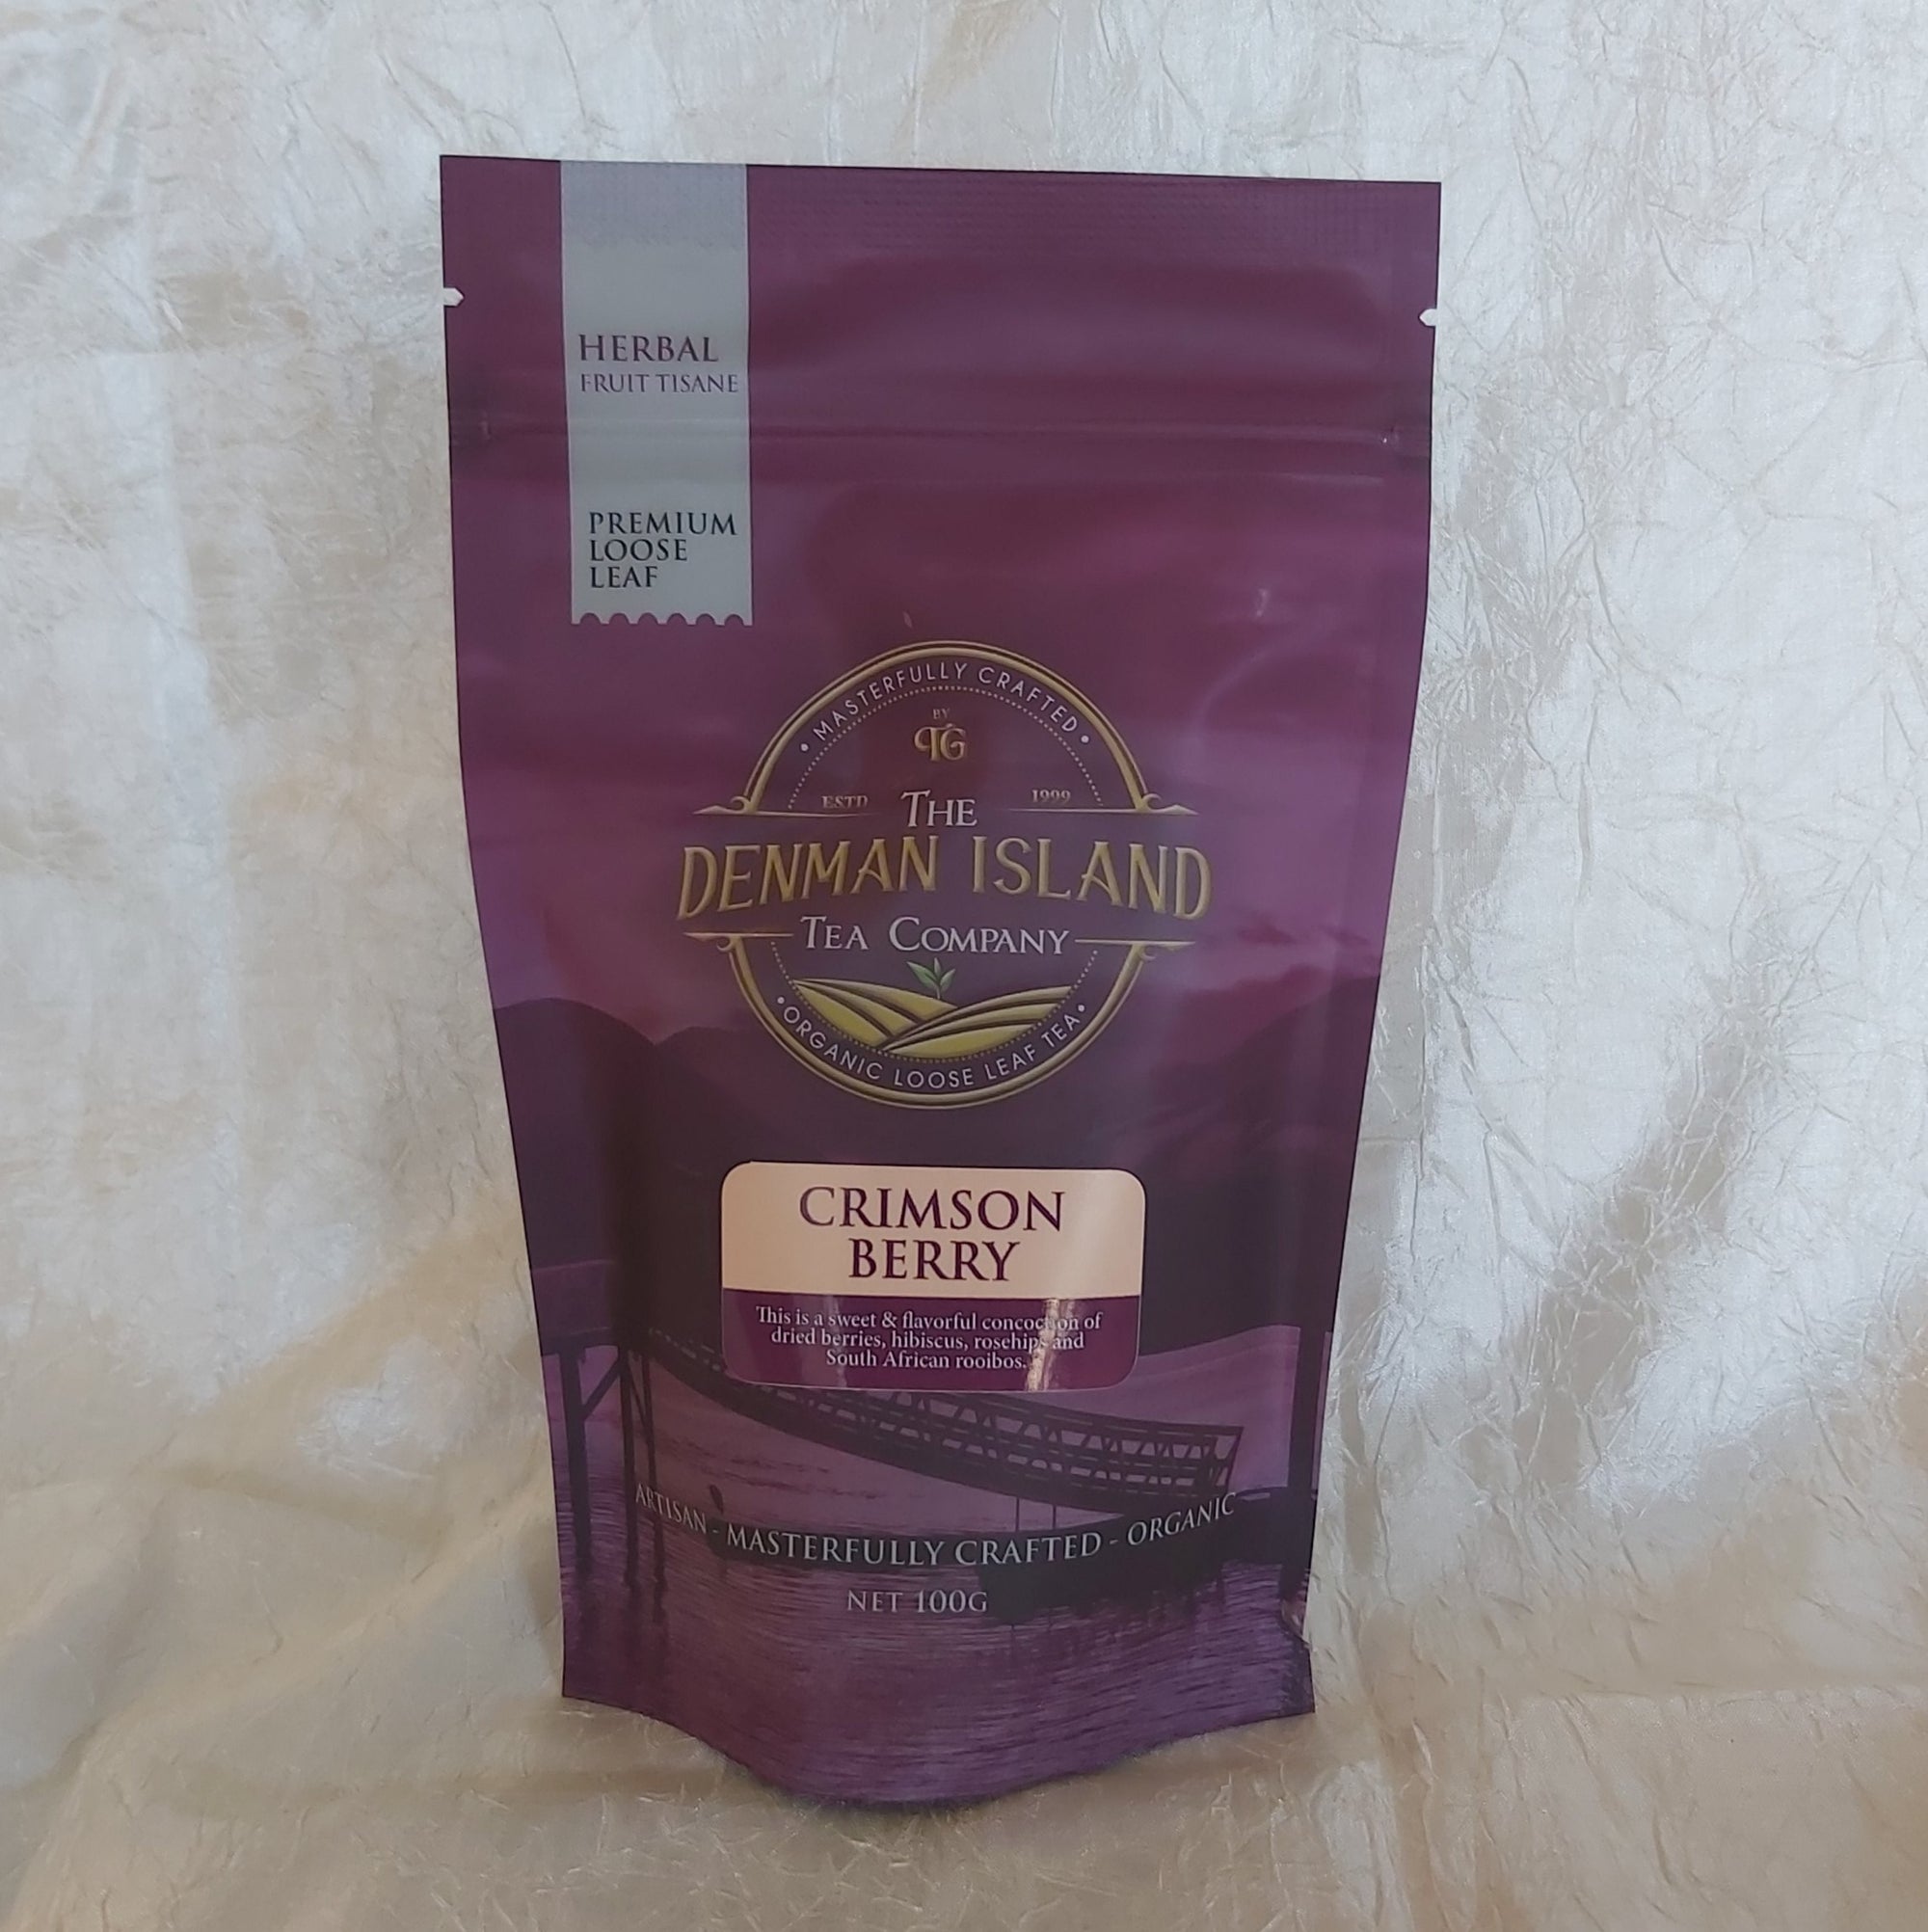 HERBAL
FRUIT TISANE
PREMIUM
LOOSE
LEAF
• MASTERFULLY CRAFTED •
BY
TG
ESTD 1999
THE
DENMAN ISLAND
TEA COMPANY
• ORGANIC LOOSE LEAF TEA •
CRIMSON
BERRY
This is a sweet & flavorful concoction of
dried berries, hibiscus, rosehips and
South African rooibos.
ARTISAN - MASTERFULLY CRAFTED - ORGANIC
NET 100G